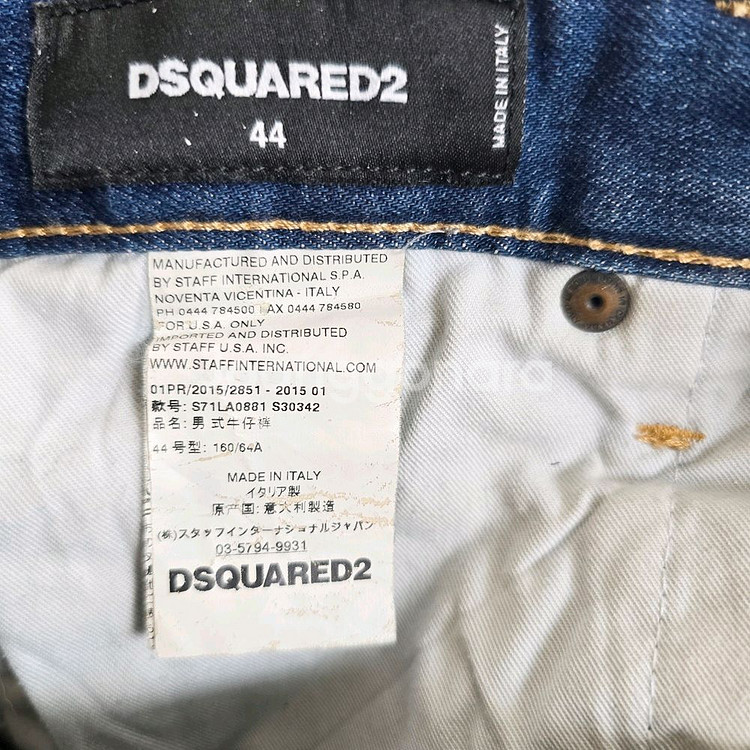 DSQUARED2
44
MADE IN ITALY
MANUFACTURED AND DISTRIBUTED
BY STAFF INTERNATIONAL S.P.A.
NOVENTA VICENTINA - ITALY
PH 0444 784500 FAX 0444 784580
FOR U.S.A. ONLY
IMPORTED AND DISTRIBUTED
BY STAFF U.S.A. INC.
WWW.STAFFINTERNATIONAL.COM
01PR/2015/2851 - 2015 01
款号: S71LA0881 S30342
品名: 男 式牛仔裤
44 号型: 160/64A
MADE IN ITALY
イタリア製
原产国: 意大利製造
(株)スタッフインターナショナルジャパン
03-5794-9931
DSQUARED2